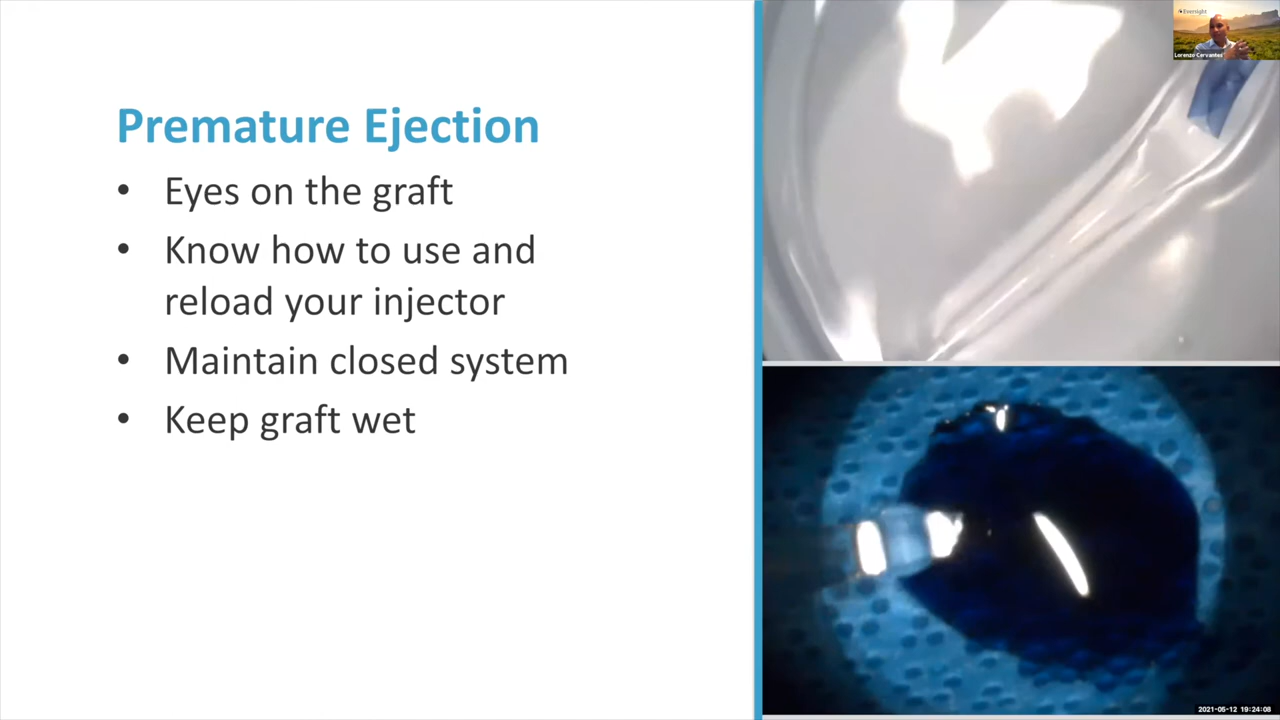 Eversight
Lorenzo Cervantes
Premature Ejection
• Eyes on the graft
• Know how to use and
reload your injector
• Maintain closed system
• Keep graft wet
2021-05-12 19:24:08